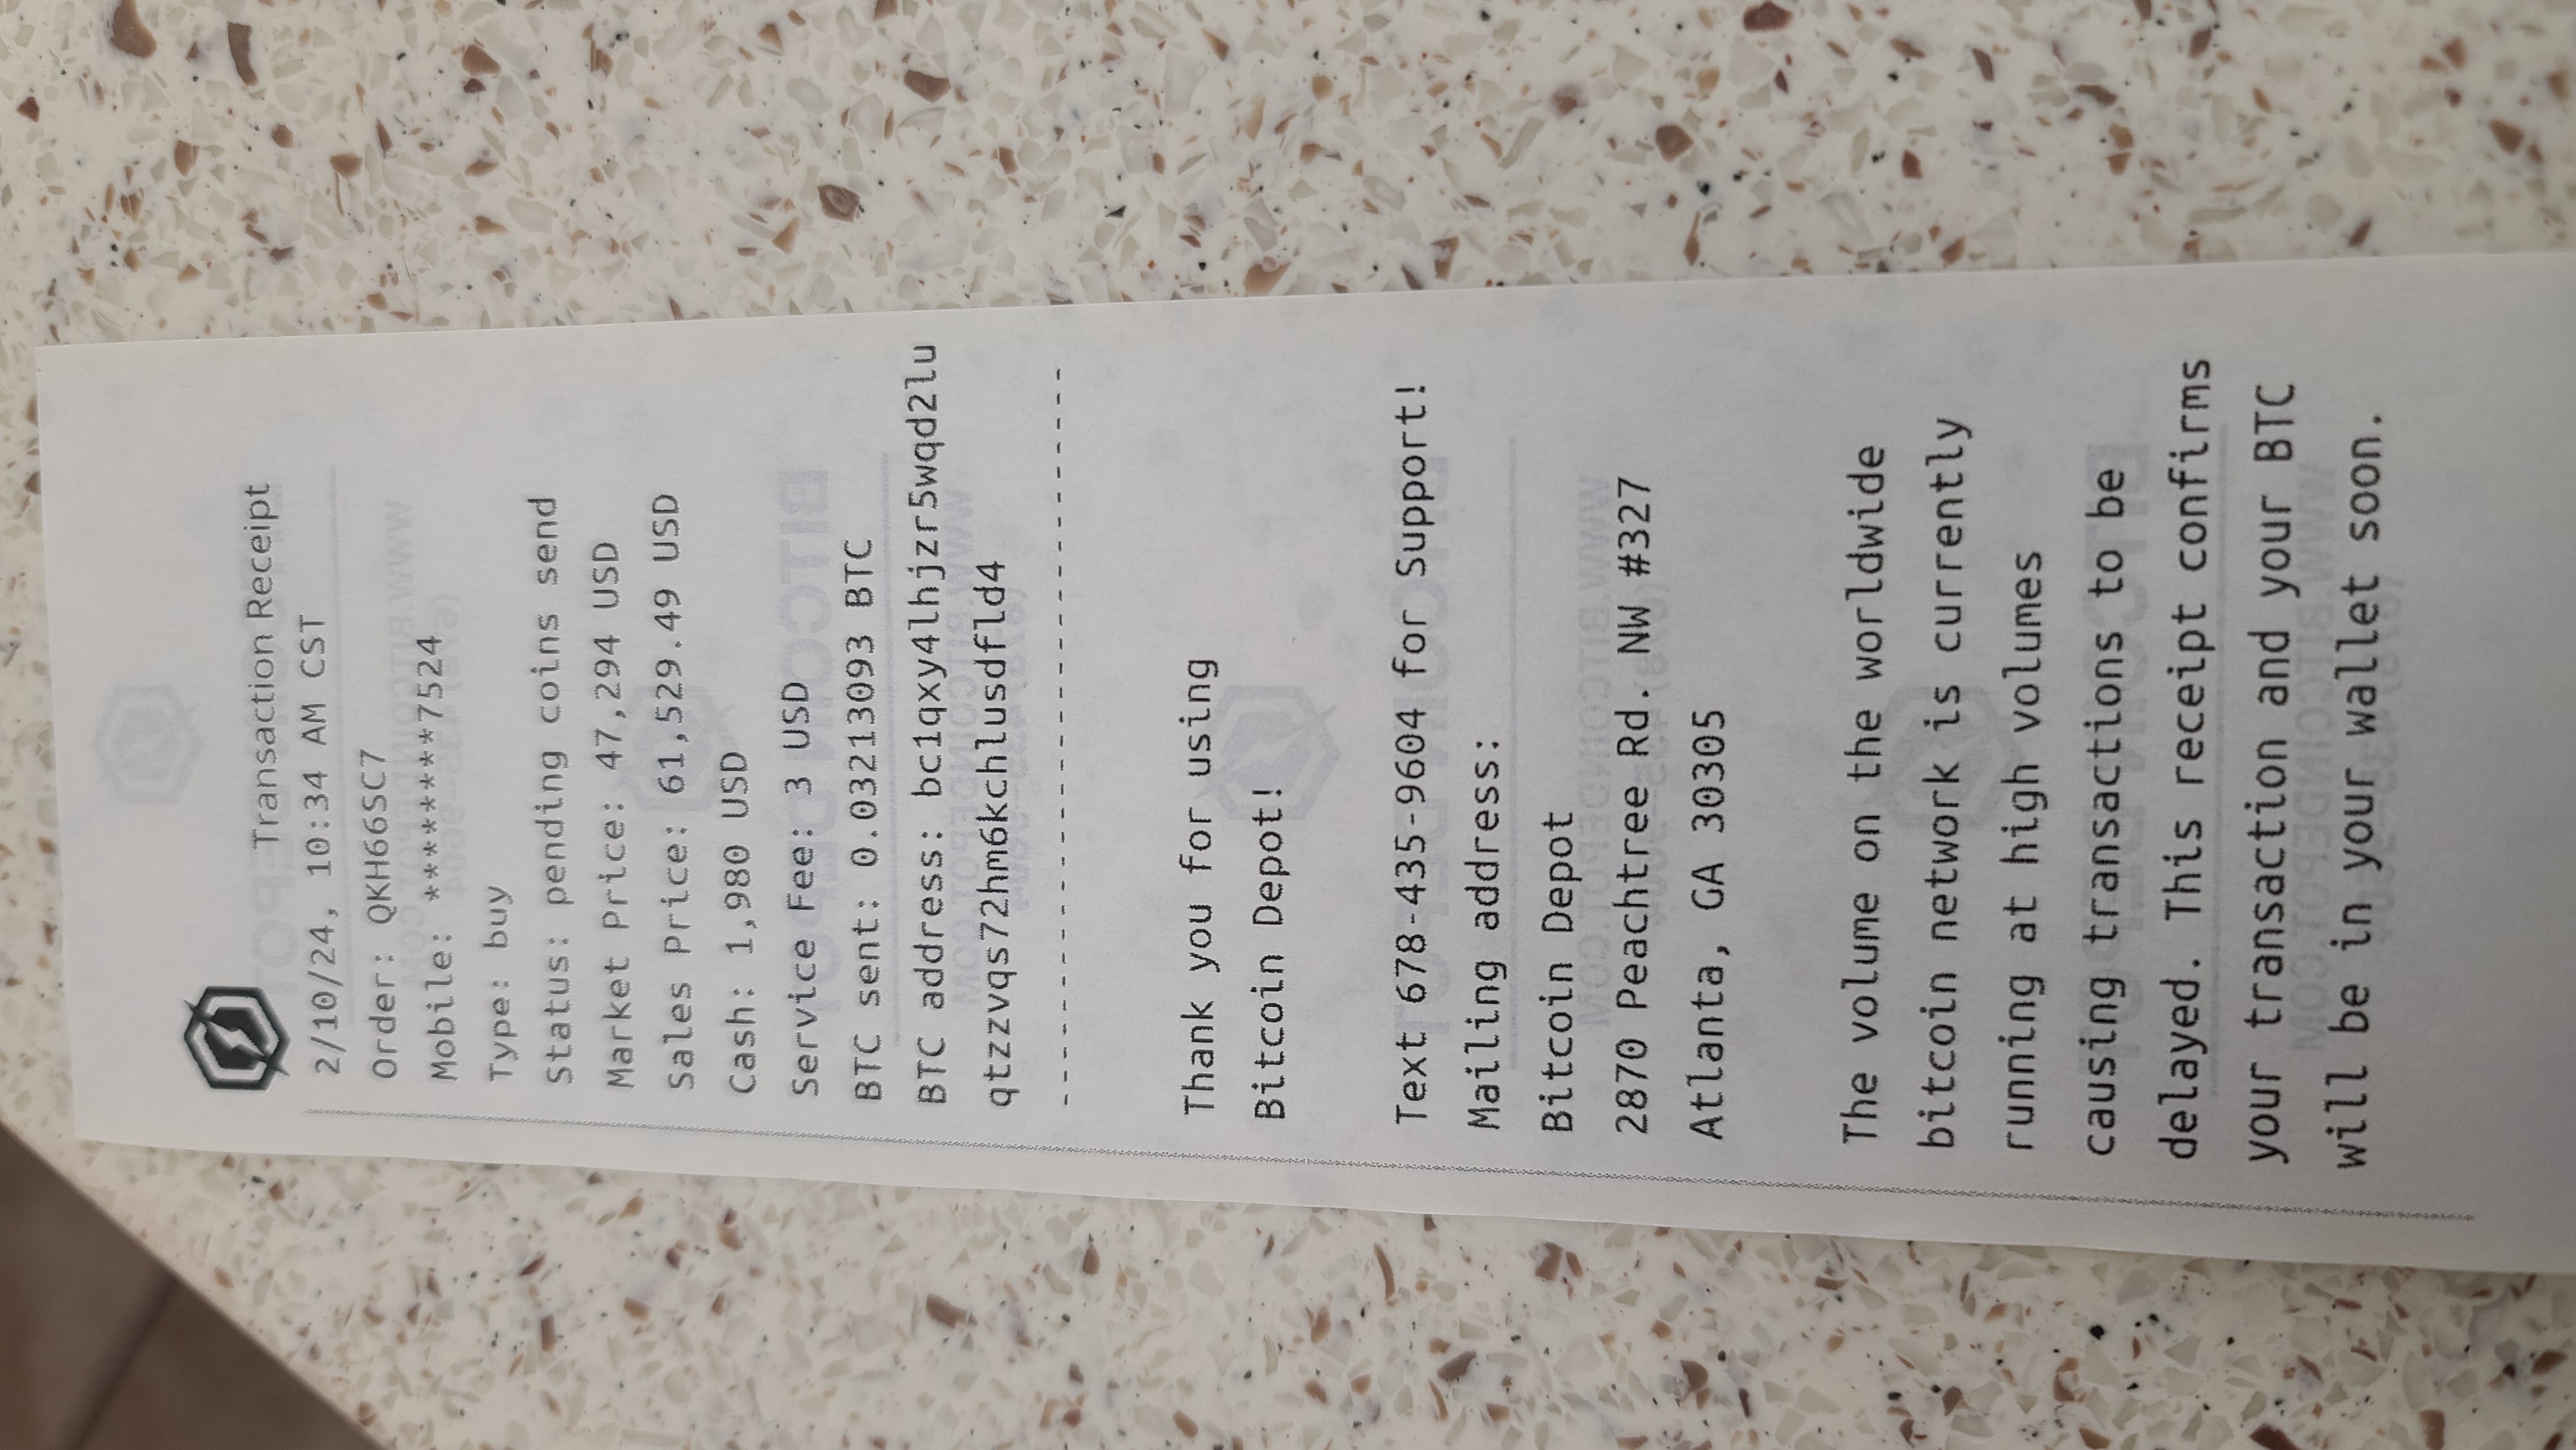 Transaction Receipt
2/10/24, 10:34 AM CST
Order: QKH66SC7
Mobile: ********7524
Type: buy
Status: pending coins send
Market Price: 47,294 USD
Sales Price: 61,529.49 USD
Cash: 1,980 USD
Service Fee: 3 USD
BTC sent: 0.03213093 BTC
BTC address: bc1qxy4lhjzr5wqd2lu
qtzzvqs72hm6kchlusdfld4
Thank you for using
Bitcoin Depot!
Text 678-435-9604 for Support!
Mailing address:
Bitcoin Depot
2870 Peachtree Rd. NW #327
Atlanta, GA 30305
The volume on the worldwide
bitcoin network is currently
running at high volumes
causing transactions to be
delayed. This receipt confirms
your transaction and your BTC
will be in your wallet soon.